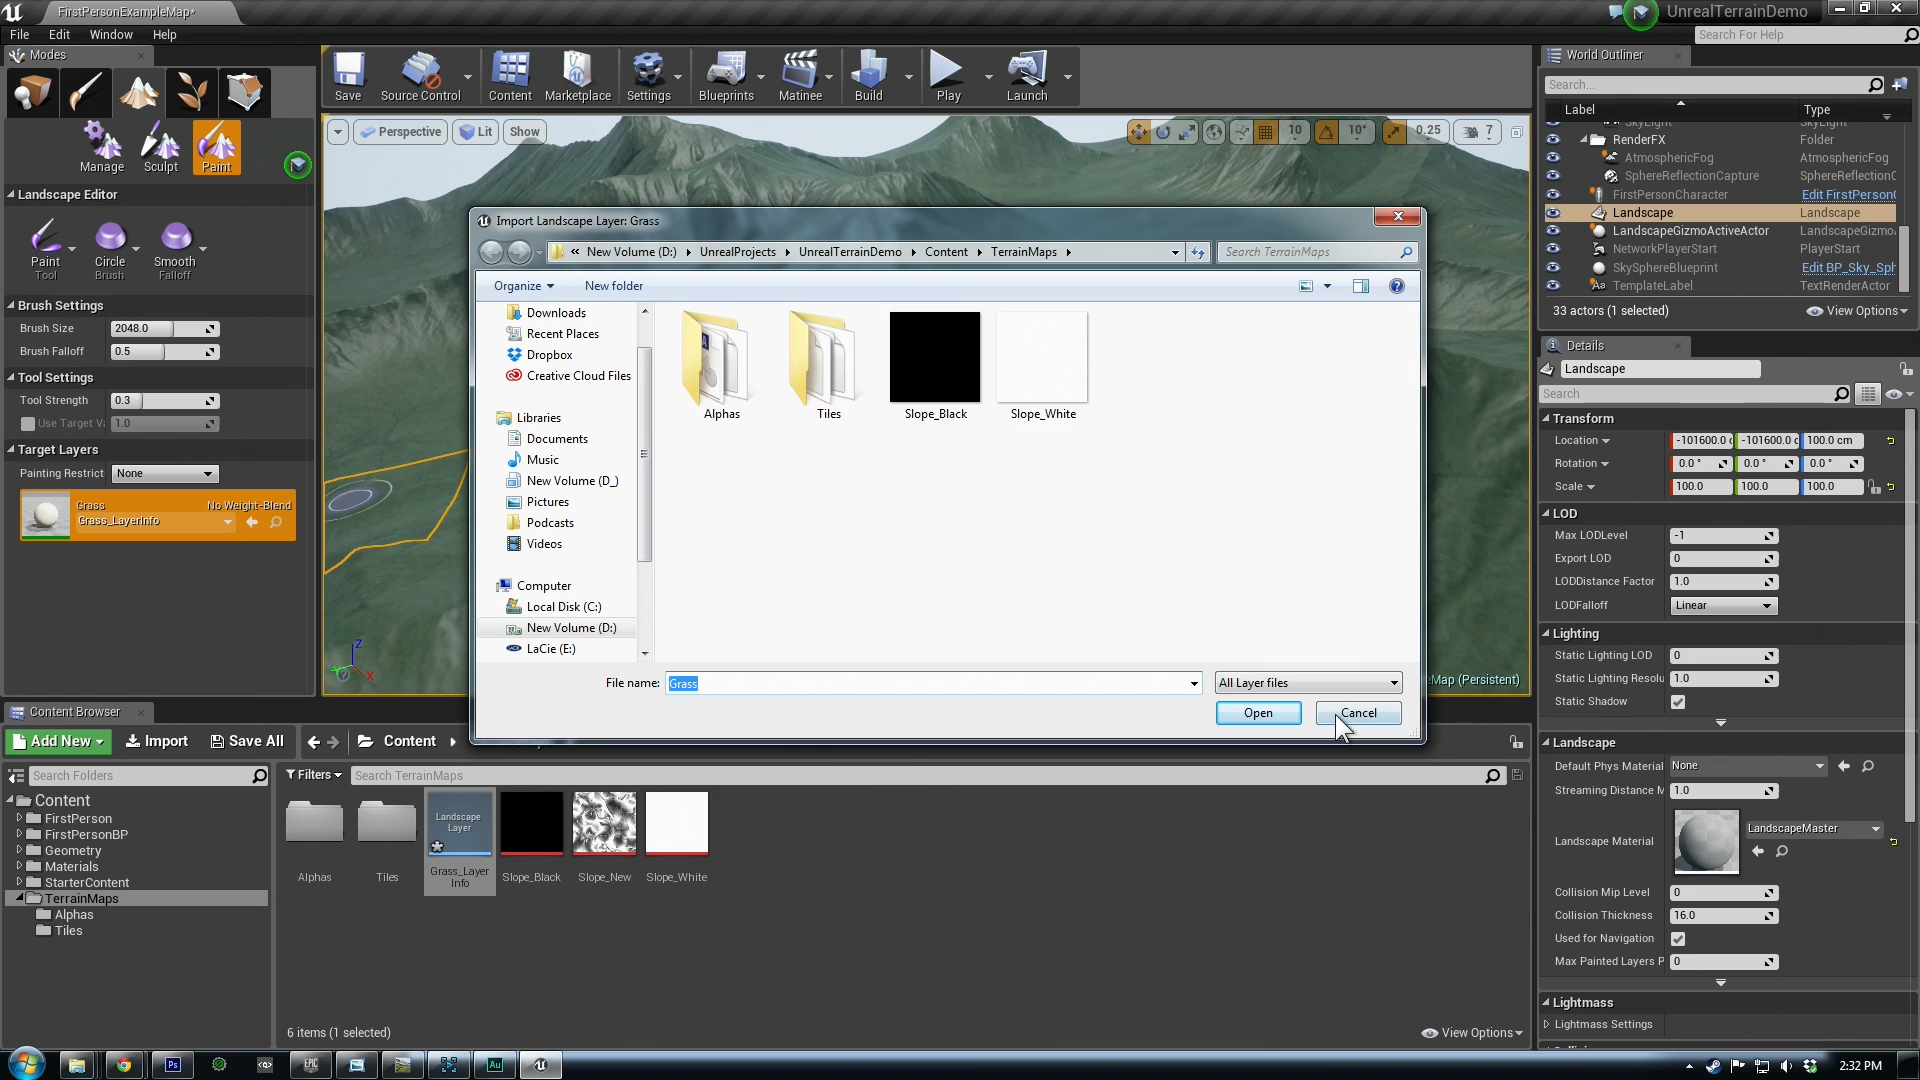 FirstPersonExampleMap*
UnrealTerrainDemo
File Edit Window Help
Search For Help
Modes
Save Source Control Content Marketplace Settings Blueprints Matinee Build Play Launch
World Outliner
Search...
Label Type
SkyLight SkyLight
RenderFX Folder
AtmosphericFog AtmosphericFog
SphereReflectionCapture SphereReflectionC
FirstPersonCharacter Edit FirstPerson(
Landscape Landscape
LandscapeGizmoActiveActor LandscapeGizmo
NetworkPlayerStart PlayerStart
SkySphereBlueprint Edit BP_Sky_Sph
TemplateLabel TextRenderActor
33 actors (1 selected) View Options
Perspective Lit Show
10 10° 0.25 7
Manage Sculpt Paint
Landscape Editor
Paint Circle Smooth
Tool Brush Falloff
Brush Settings
Brush Size 2048.0
Brush Falloff 0.5
Tool Settings
Tool Strength 0.3
Use Target V 1.0
Target Layers
Painting Restrict None
Grass No Weight-Blend
Grass_LayerInfo
Import Landscape Layer: Grass
« New Volume (D:) UnrealProjects UnrealTerrainDemo Content TerrainMaps
Search TerrainMaps
Organize New folder
Downloads
Recent Places
Dropbox
Creative Cloud Files
Libraries
Documents
Music
New Volume (D_)
Pictures
Podcasts
Videos
Computer
Local Disk (C:)
New Volume (D:)
LaCie (E:)
Alphas Tiles Slope_Black Slope_White
File name: Grass All Layer files
Open Cancel
eMap (Persistent)
Z
X
Details
Landscape
Search
Transform
Location -101600.0 c -101600.0 c 100.0 cm
Rotation 0.0 ° 0.0 ° 0.0 °
Scale 100.0 100.0 100.0
LOD
Max LODLevel -1
Export LOD 0
LODDistance Factor 1.0
LODFalloff Linear
Lighting
Static Lighting LOD 0
Static Lighting Resolu 1.0
Static Shadow
Landscape
Default Phys Material None
Streaming Distance M 1.0
Landscape Material LandscapeMaster
Collision Mip Level 0
Collision Thickness 16.0
Used for Navigation
Max Painted Layers P 0
Lightmass
Lightmass Settings
Content Browser
Add New Import Save All Content
Search Folders
Filters Search TerrainMaps
Content
FirstPerson
FirstPersonBP
Geometry
Materials
StarterContent
TerrainMaps
Alphas
Tiles
Landscape
Layer
Alphas Tiles Grass_Layer Slope_Black Slope_New Slope_White
Info
6 items (1 selected) View Options
Ps EPIC Au
2:32 PM